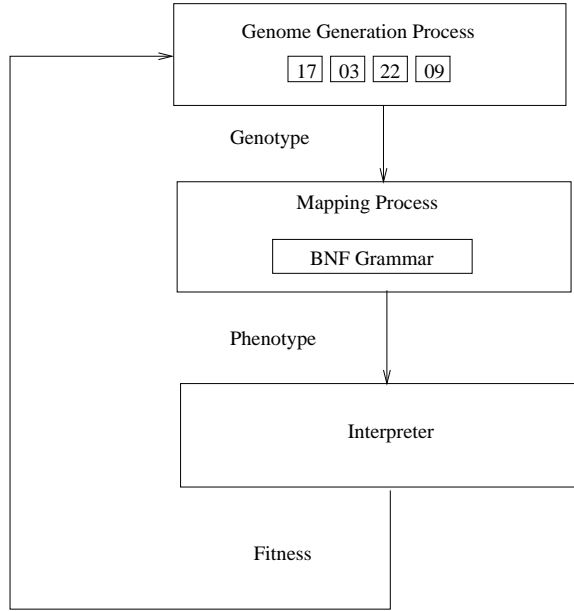 Genome Generation Process
17 03 22 09
Genotype
Mapping Process
BNF Grammar
Phenotype
Interpreter
Fitness